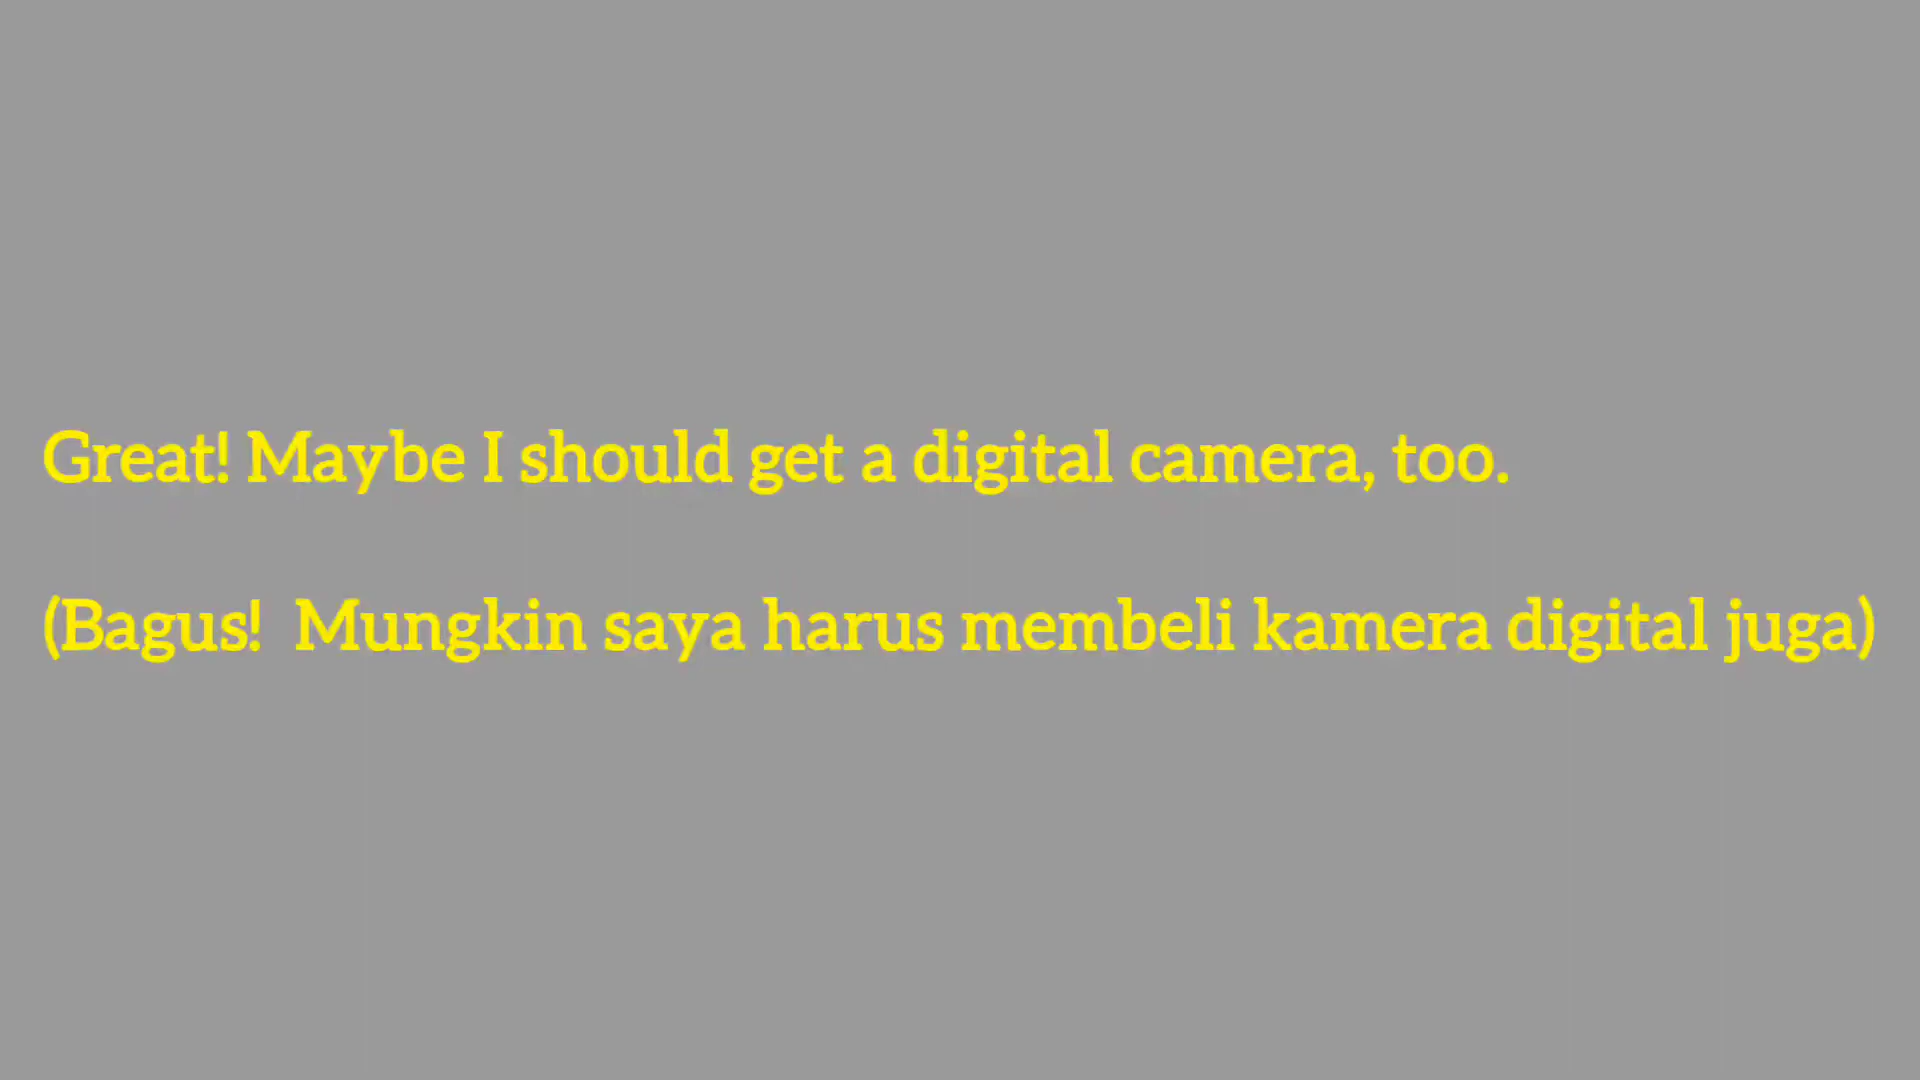 Great! Maybe I should get a digital camera, too.
(Bagus!  Mungkin saya harus membeli kamera digital juga)